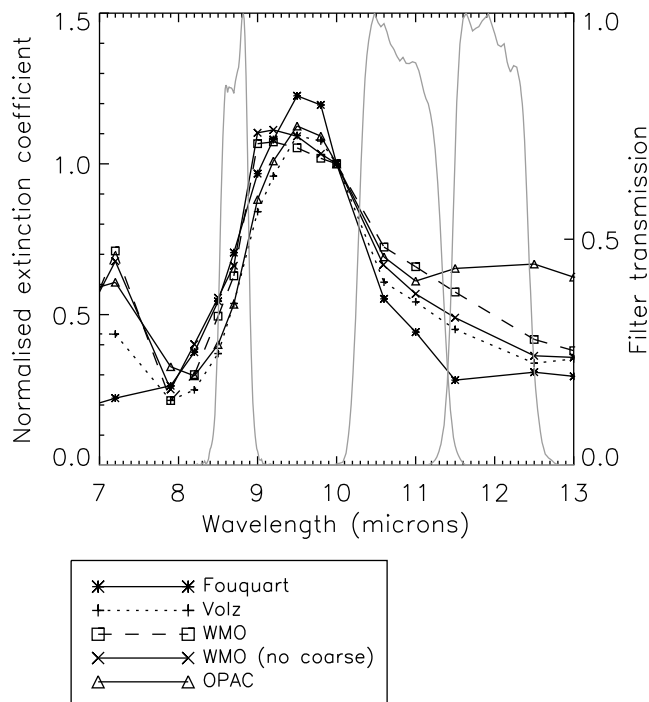 1.5
1.0
0.5
0.0
Normalised extinction coefficient
1.0
0.5
0.0
Filter transmission
7 8 9 10 11 12 13
Wavelength (microns)
Fouquart
Volz
WMO
WMO (no coarse)
OPAC